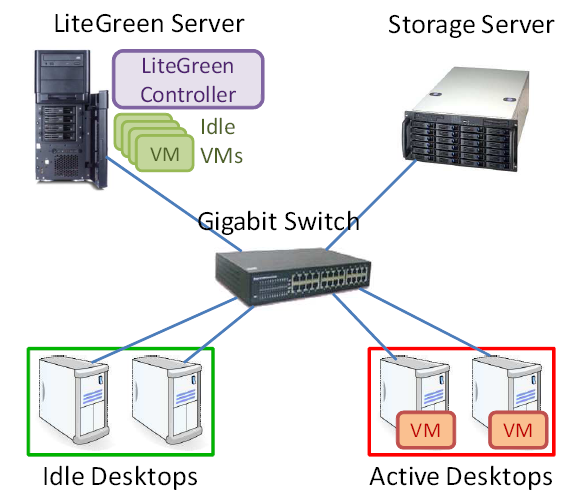 LiteGreen Server
Storage Server
LiteGreen
Controller
Idle
VMs
VM
Gigabit Switch
VM
VM
Idle Desktops
Active Desktops